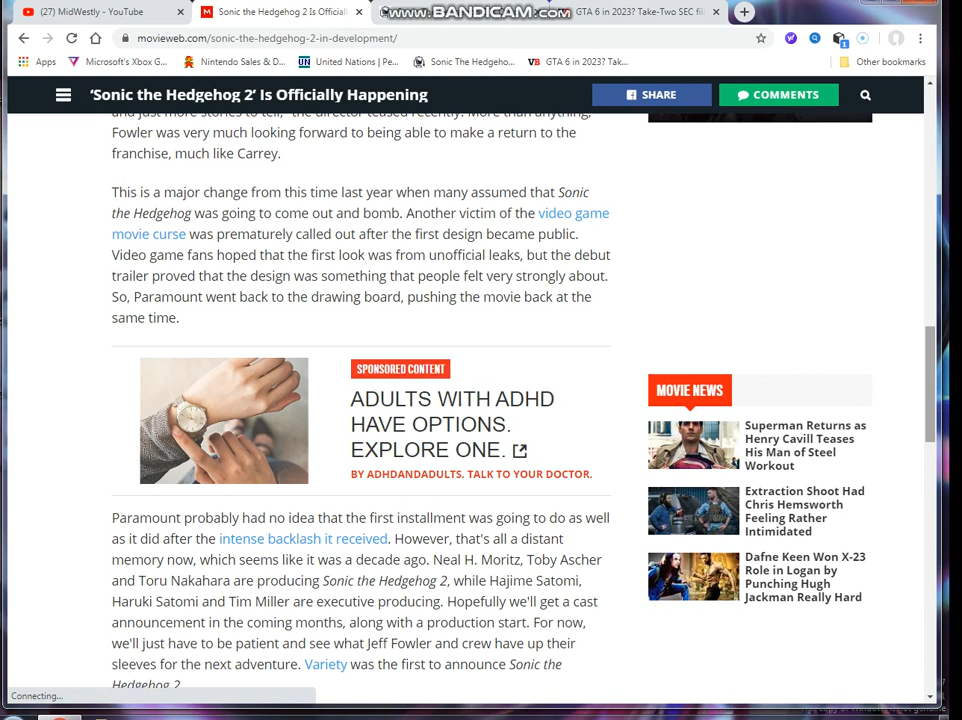 (27) MidWestly - YouTube
Sonic the Hedgehog 2 Is Officiall
www.BANDICAM.com
GTA 6 in 2023? Take-Two SEC fil
movieweb.com/sonic-the-hedgehog-2-in-development/
1
Apps
Microsoft's Xbox G...
Nintendo Sales & D...
UN
United Nations | Pe...
Sonic The Hedgeho...
VB
GTA 6 in 2023? Tak...
Other bookmarks
'Sonic the Hedgehog 2' Is Officially Happening
SHARE
COMMENTS
and just more stories to tell," the director teased recently. More than anything,
Fowler was very much looking forward to being able to make a return to the
franchise, much like Carrey.
This is a major change from this time last year when many assumed that Sonic
the Hedgehog was going to come out and bomb. Another victim of the video game
movie curse was prematurely called out after the first design became public.
Video game fans hoped that the first look was from unofficial leaks, but the debut
trailer proved that the design was something that people felt very strongly about.
So, Paramount went back to the drawing board, pushing the movie back at the
same time.
SPONSORED CONTENT
ADULTS WITH ADHD
HAVE OPTIONS.
EXPLORE ONE.
BY ADHDANDADULTS. TALK TO YOUR DOCTOR.
Paramount probably had no idea that the first installment was going to do as well
as it did after the intense backlash it received. However, that's all a distant
memory now, which seems like it was a decade ago. Neal H. Moritz, Toby Ascher
and Toru Nakahara are producing Sonic the Hedgehog 2, while Hajime Satomi,
Haruki Satomi and Tim Miller are executive producing. Hopefully we'll get a cast
announcement in the coming months, along with a production start. For now,
we'll just have to be patient and see what Jeff Fowler and crew have up their
sleeves for the next adventure. Variety was the first to announce Sonic the
Hedgehog 2
MOVIE NEWS
Superman Returns as
Henry Cavill Teases
His Man of Steel
Workout
Extraction Shoot Had
Chris Hemsworth
Feeling Rather
Intimidated
Dafne Keen Won X-23
Role in Logan by
Punching Hugh
Jackman Really Hard
Connecting...